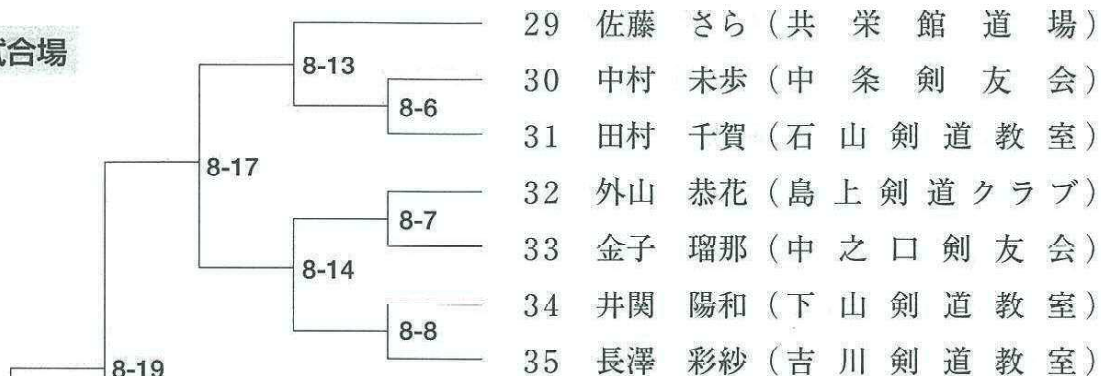 試合場
29 佐藤 さら（共栄館道場）
8-13
30 中村 未歩（中条剣友会）
8-6
31 田村 千賀（石山剣道教室）
8-17
32 外山 恭花（島上剣道クラブ）
8-7
33 金子 瑠那（中之口剣友会）
8-14
34 井関 陽和（下山剣道教室）
8-8
35 長澤 彩紗（吉川剣道教室）
8-19